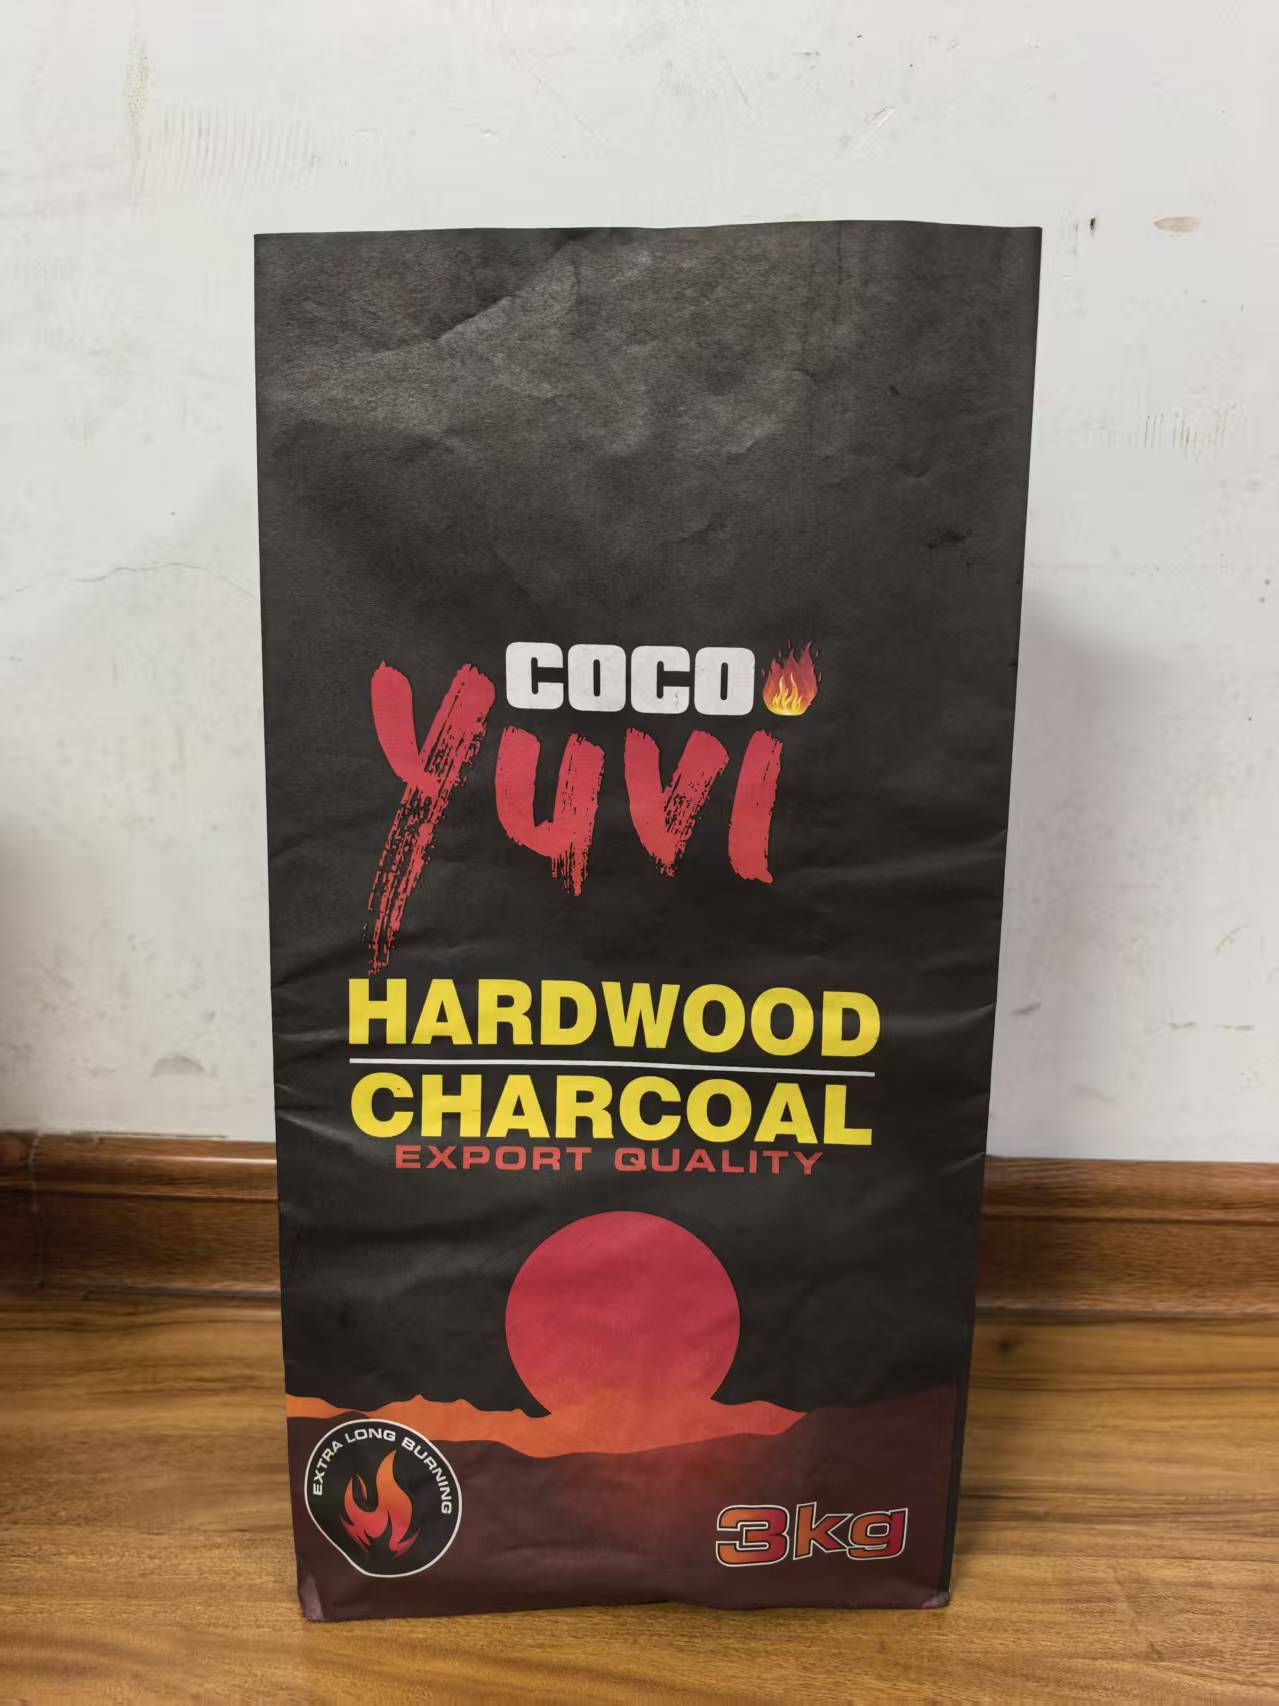 COCO
Yuvi
HARDWOOD
CHARCOAL
EXPORT QUALITY
EXTRA LONG BURNING
3kg